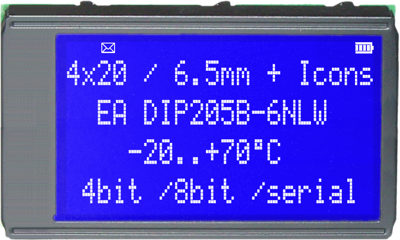 4x20 / 6.5mm + Icons
EA DIP205B-6NLW
-20..+70°C
4bit /8bit /serial